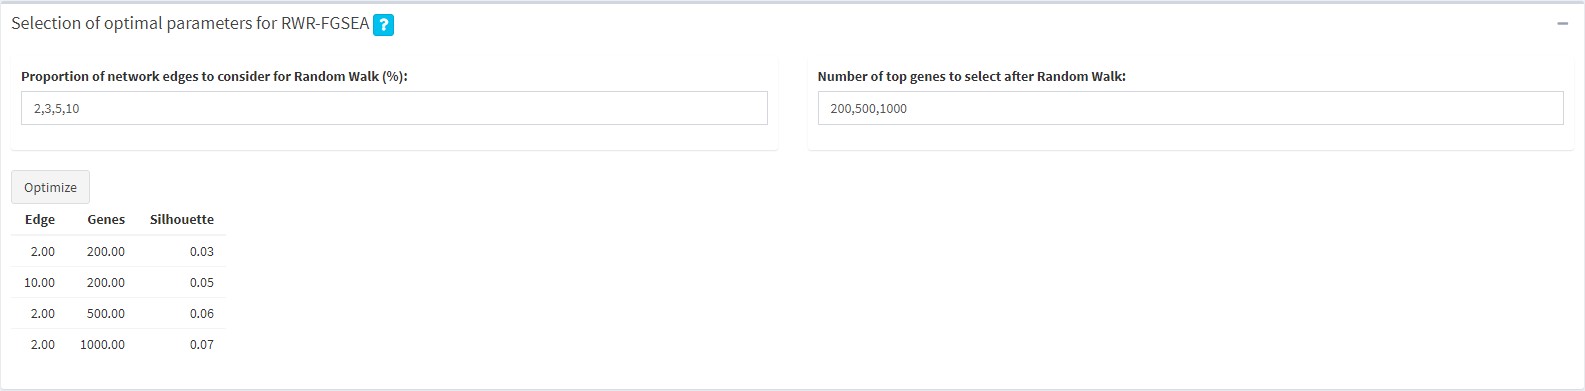 Selection of optimal parameters for RWR-FGSEA ?
Proportion of network edges to consider for Random Walk (%):
2,3,5,10
Number of top genes to select after Random Walk:
200,500,1000
Optimize
Edge Genes Silhouette
2.00 200.00 0.03
10.00 200.00 0.05
2.00 500.00 0.06
2.00 1000.00 0.07